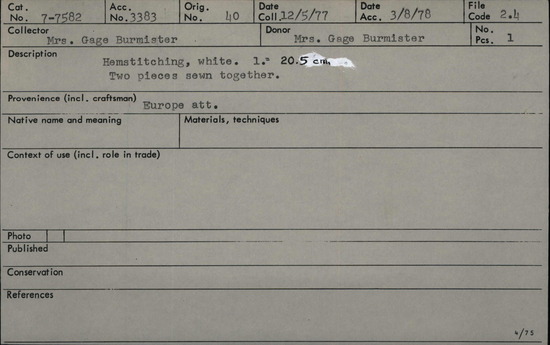 Cat. No. 7-7582 Acc. No. 3383 Orig. No. 40 Date Coll. 12/5/77 Date Acc. 3/8/78 File Code 2.4
Collector Mrs. Gage Burmister Donor Mrs. Gage Burmister No. Pcs. 1
Description Hemstitching, white. 1.= 20.5 cm.
Two pieces sewn together.
Provenience (incl. craftsman) Europe att.
Native name and meaning Materials, techniques
Context of use (incl. role in trade)
Photo
Published
Conservation
References
4/75